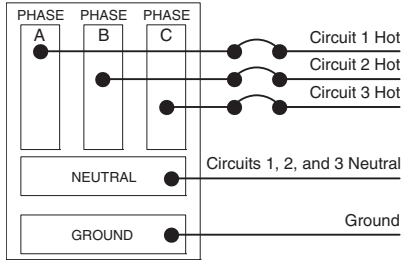 PHASE PHASE PHASE
A B C
Circuit 1 Hot
Circuit 2 Hot
Circuit 3 Hot
NEUTRAL
Circuits 1, 2, and 3 Neutral
GROUND
Ground